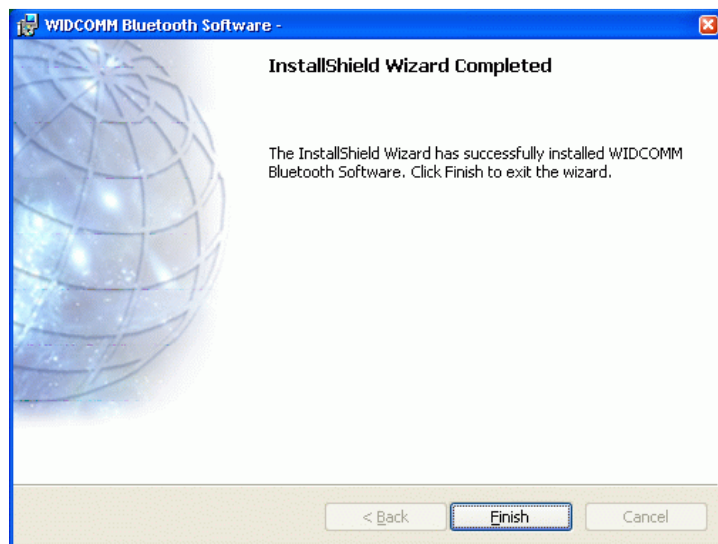 WIDCOMM Bluetooth Software -
InstallShield Wizard Completed
The InstallShield Wizard has successfully installed WIDCOMM
Bluetooth Software. Click Finish to exit the wizard.
< Back
Finish
Cancel